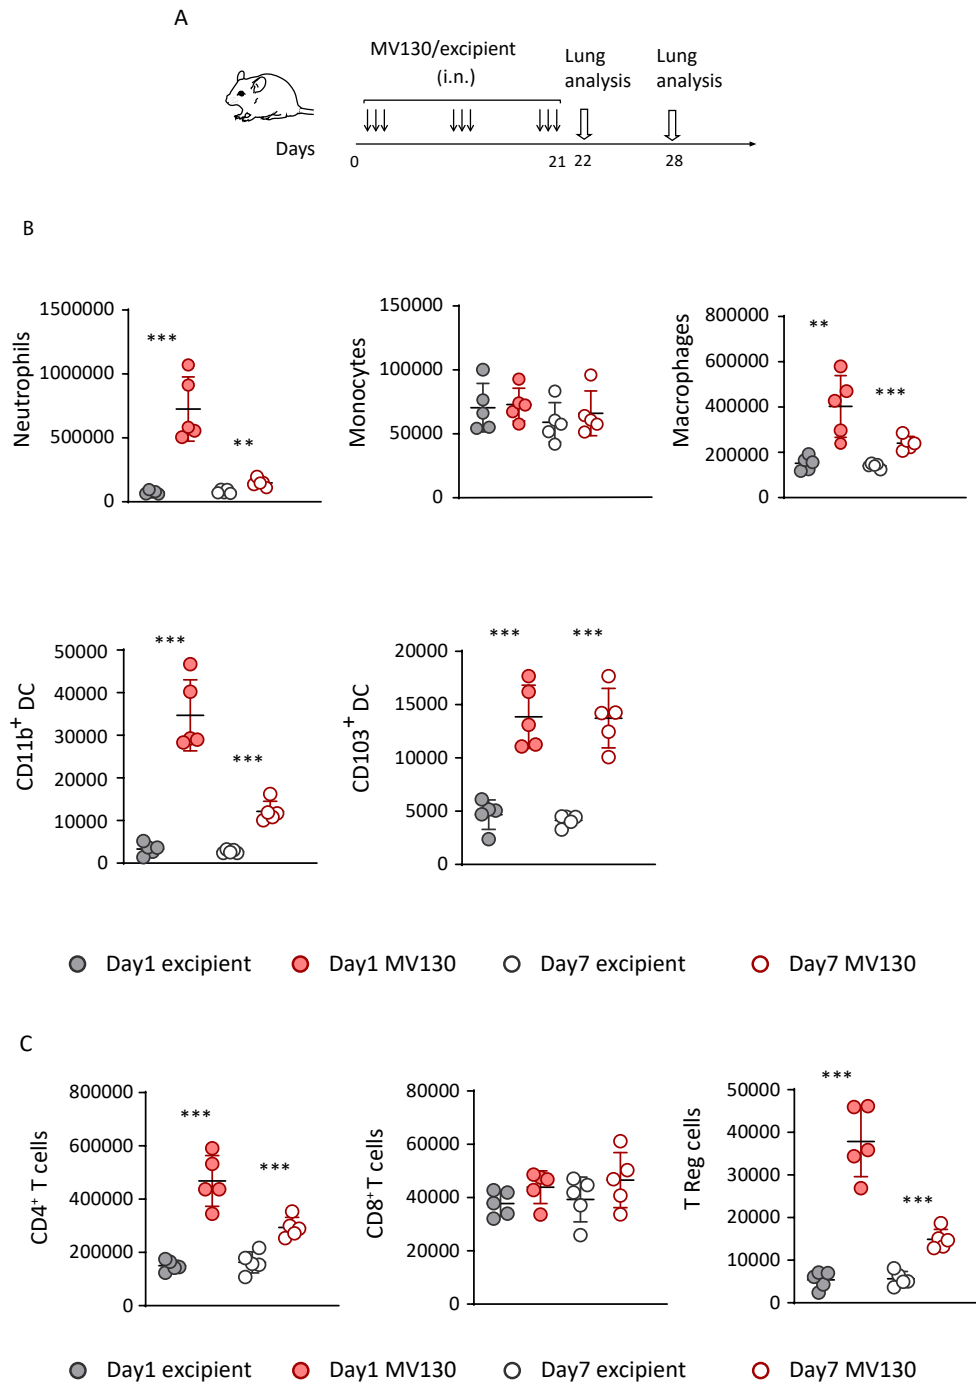 A
MV130/excipient
(i.n.)
Lung
analysis
Lung
analysis
Days
0
21
22
28
B
Neutrophils
1500000
1000000
500000
0
***
**
Monocytes
150000
100000
50000
0
Macrophages
800000
600000
400000
200000
0
**
***
CD11b+ DC
50000
40000
30000
20000
10000
0
***
***
CD103+ DC
20000
15000
10000
5000
0
***
***
Day1 excipient
Day1 MV130
Day7 excipient
Day7 MV130
C
CD4+ T cells
800000
600000
400000
200000
0
***
***
CD8+ T cells
80000
60000
40000
20000
0
T Reg cells
50000
40000
30000
20000
10000
0
***
***
Day1 excipient
Day1 MV130
Day7 excipient
Day7 MV130